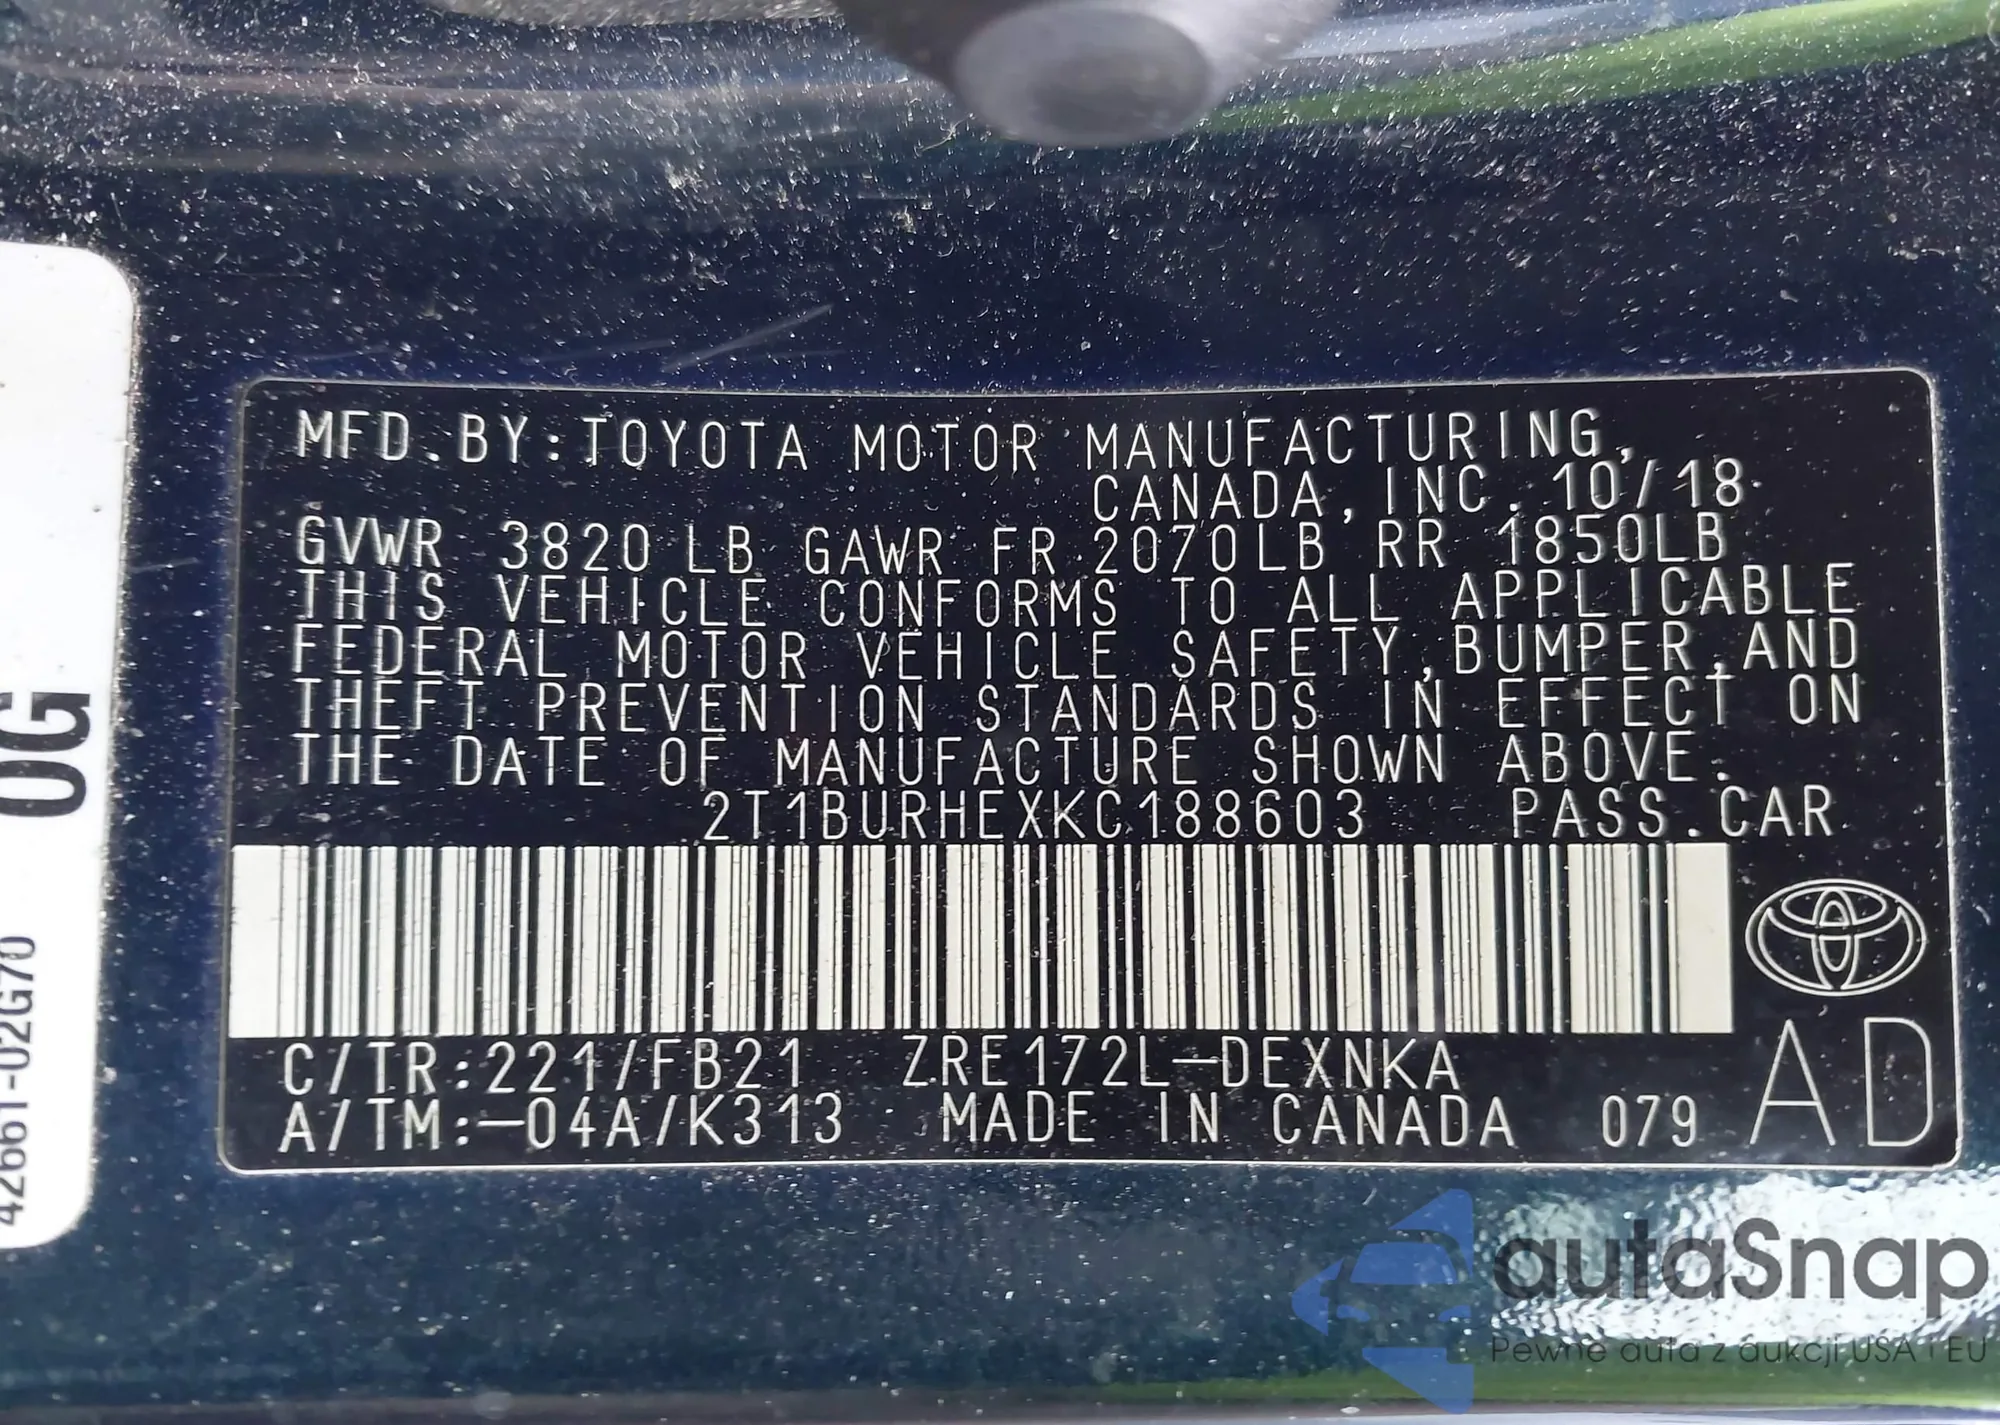 MFD.BY:TOYOTA MOTOR MANUFACTURING,
CANADA,INC. 10/18
GVWR 3820 LB GAWR FR 2070LB RR 1850LB
THIS VEHICLE CONFORMS TO ALL APPLICABLE
FEDERAL MOTOR VEHICLE SAFETY,BUMPER,AND
THEFT PREVENTION STANDARDS IN EFFECT ON
THE DATE OF MANUFACTURE SHOWN ABOVE.
2T1BURHEXKC188603 PASS.CAR
C/TR:221/FB21 ZRE172L-DEXNKA
A/TM:-04A/K313 MADE IN CANADA 079 AD
0G
42661-02G70
autaSnap
Pewne auta z aukcji USA i EU